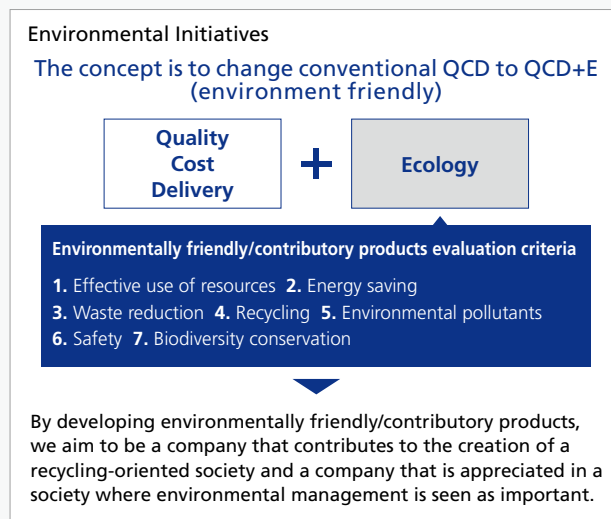 Environmental Initiatives
The concept is to change conventional QCD to QCD+E
(environment friendly)
Quality
Cost
Delivery
+
Ecology
Environmentally friendly/contributory products evaluation criteria
1. Effective use of resources 2. Energy saving
3. Waste reduction 4. Recycling 5. Environmental pollutants
6. Safety 7. Biodiversity conservation
By developing environmentally friendly/contributory products,
we aim to be a company that contributes to the creation of a
recycling-oriented society and a company that is appreciated in a
society where environmental management is seen as important.